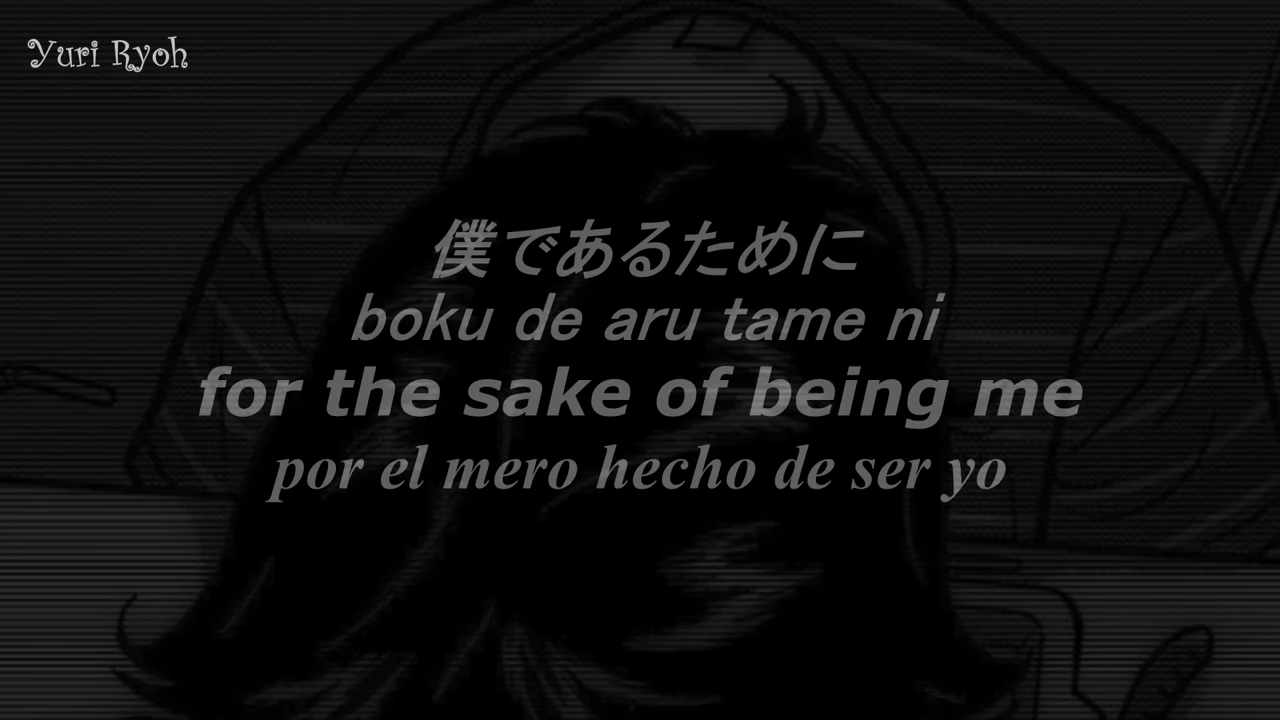 Yuri Ryoh
僕であるために
boku de aru tame ni
for the sake of being me
por el mero hecho de ser yo